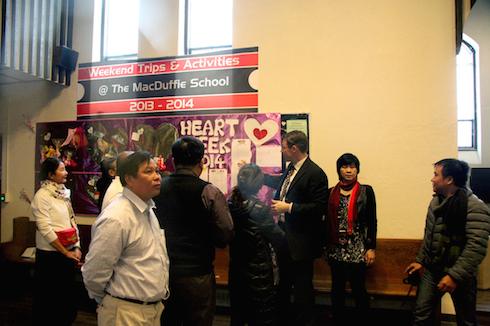 Weekend Trips & Activities
@ The MacDuffie School
2013 - 2014
HEART
WEEK
2014